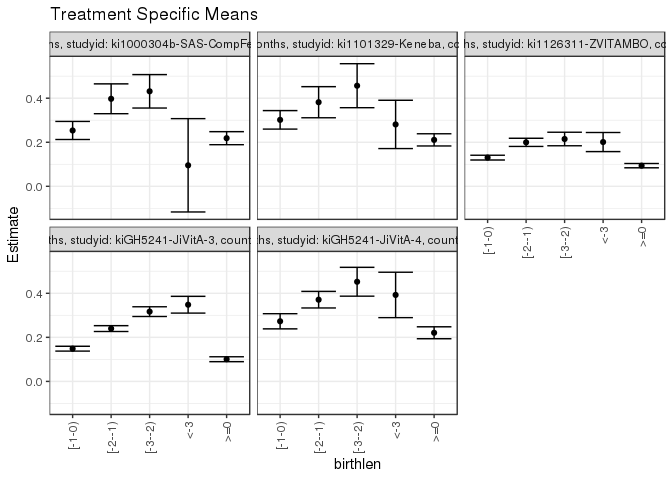 Treatment Specific Means
nths, studyid: ki1000304b-SAS-CompFe
onths, studyid: ki1101329-Keneba, co
hs, studyid: ki1126311-ZVITAMBO, co
0.4
0.2
0.0
[-1-0)
[-2--1)
[-3--2)
<-3
>=0
ths, studyid: kiGH5241-JiVitA-3, count
ths, studyid: kiGH5241-JiVitA-4, count
0.4
0.2
0.0
[-1-0)
[-2--1)
[-3--2)
<-3
>=0
[-1-0)
[-2--1)
[-3--2)
<-3
>=0
Estimate
birthlen